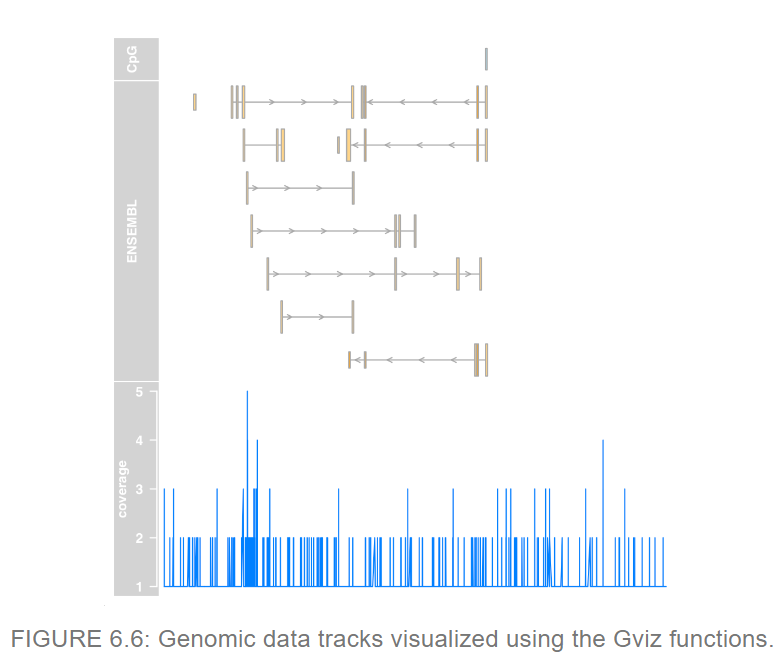 CpG
ENSEMBL
coverage
5
4
3
2
1
FIGURE 6.6: Genomic data tracks visualized using the Gviz functions.